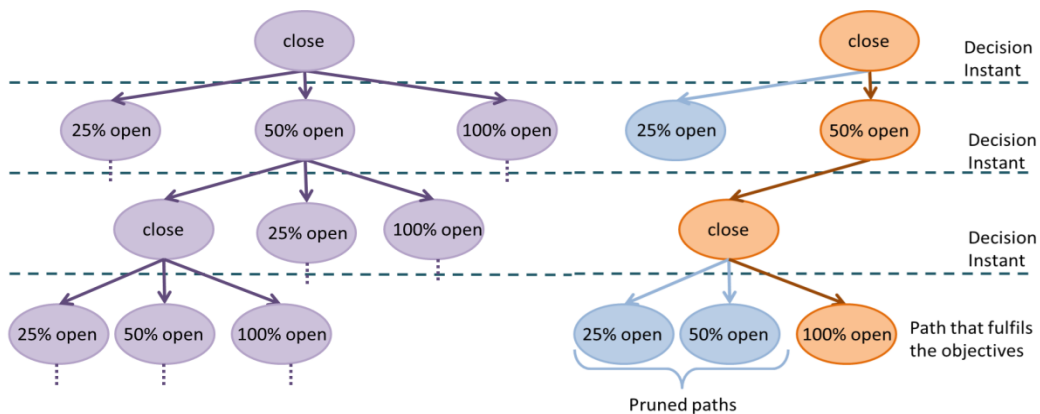 close
close
Decision
Instant
25% open
50% open
100% open
25% open
50% open
Decision
Instant
close
25% open
100% open
close
Decision
Instant
25% open
50% open
100% open
25% open
50% open
100% open
Path that fulfils
the objectives
Pruned paths